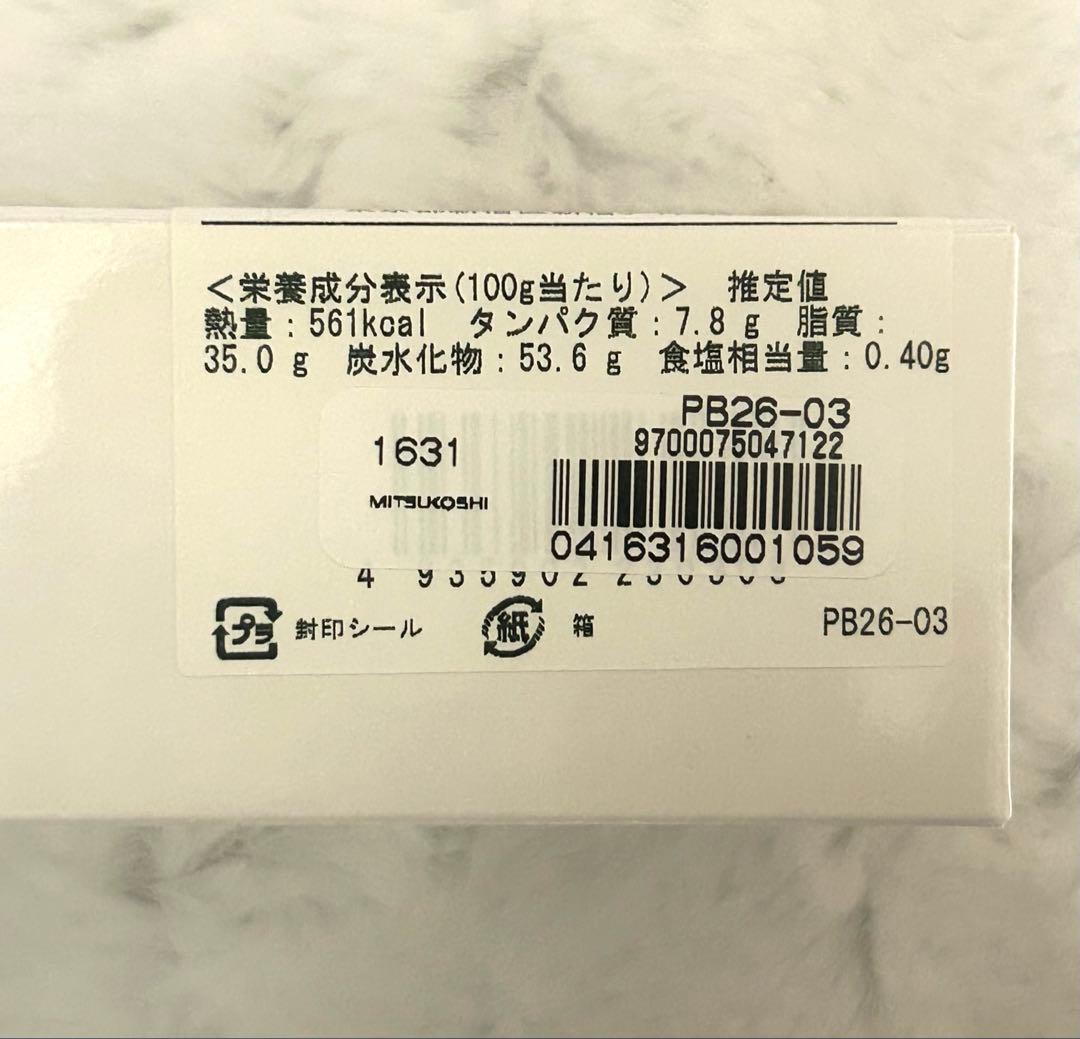 <栄養成分表示(100g当たり)> 推定値
熱量:561kcal タンパク質:7.8g 脂質:
35.0g 炭水化物:53.6g 食塩相当量:0.40g
PB26-03
9700075047122
1631
MITSUKOSHI
0416316001059
プラ 封印シール 紙 箱 PB26-03